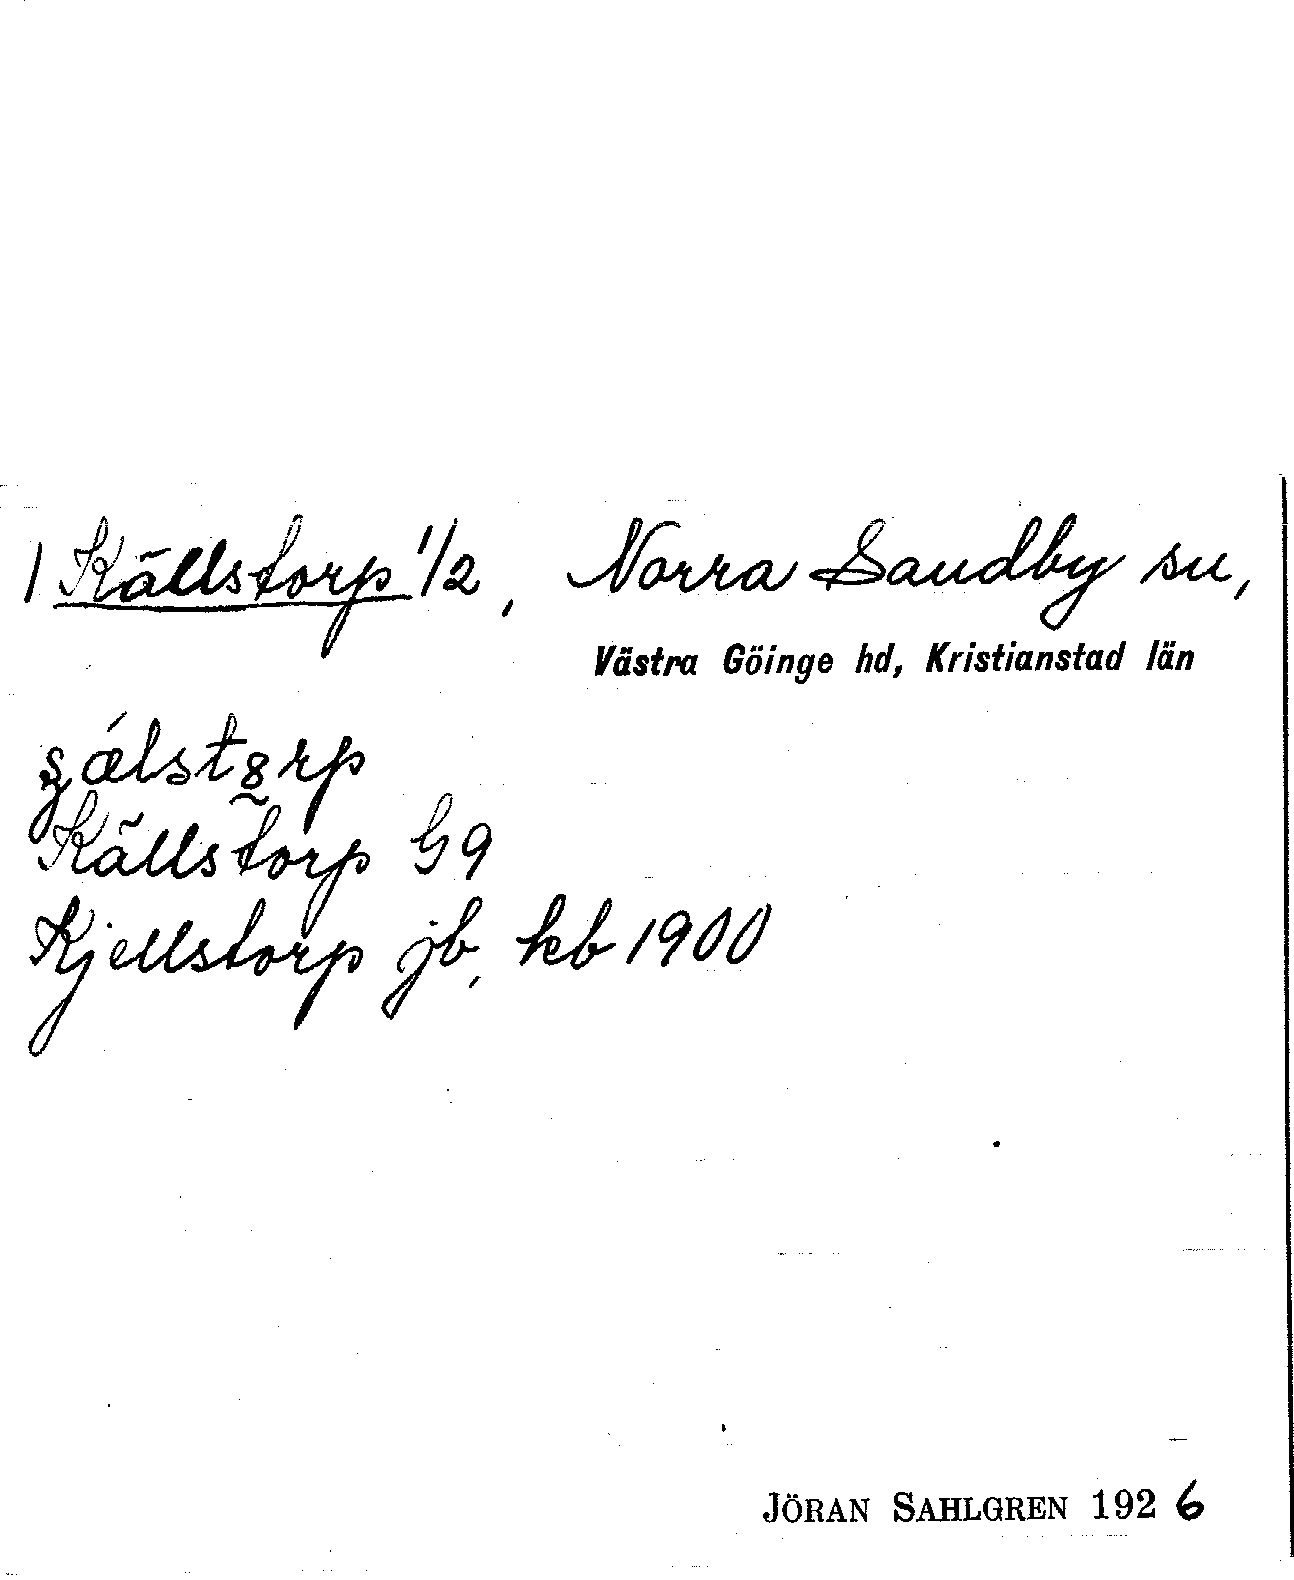 1 Källstorp 1/2, Norra Sandby sn,
Västra Göinge hd, Kristianstad län
Källstorp G9
Kjellstorp jb, kb 1900
JÖRAN SAHLGREN 1926